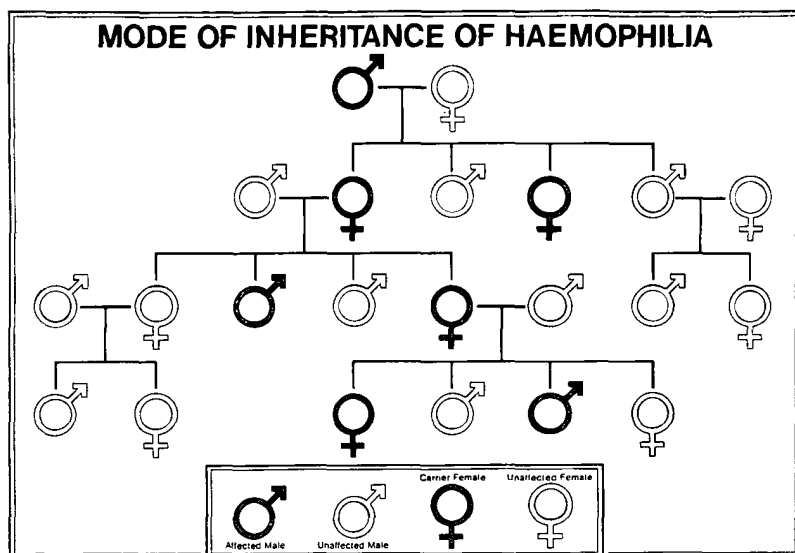 MODE OF INHERITANCE OF HAEMOPHILIA
Carrier Female
Unaffected Female
Affected Male
Unaffected Male